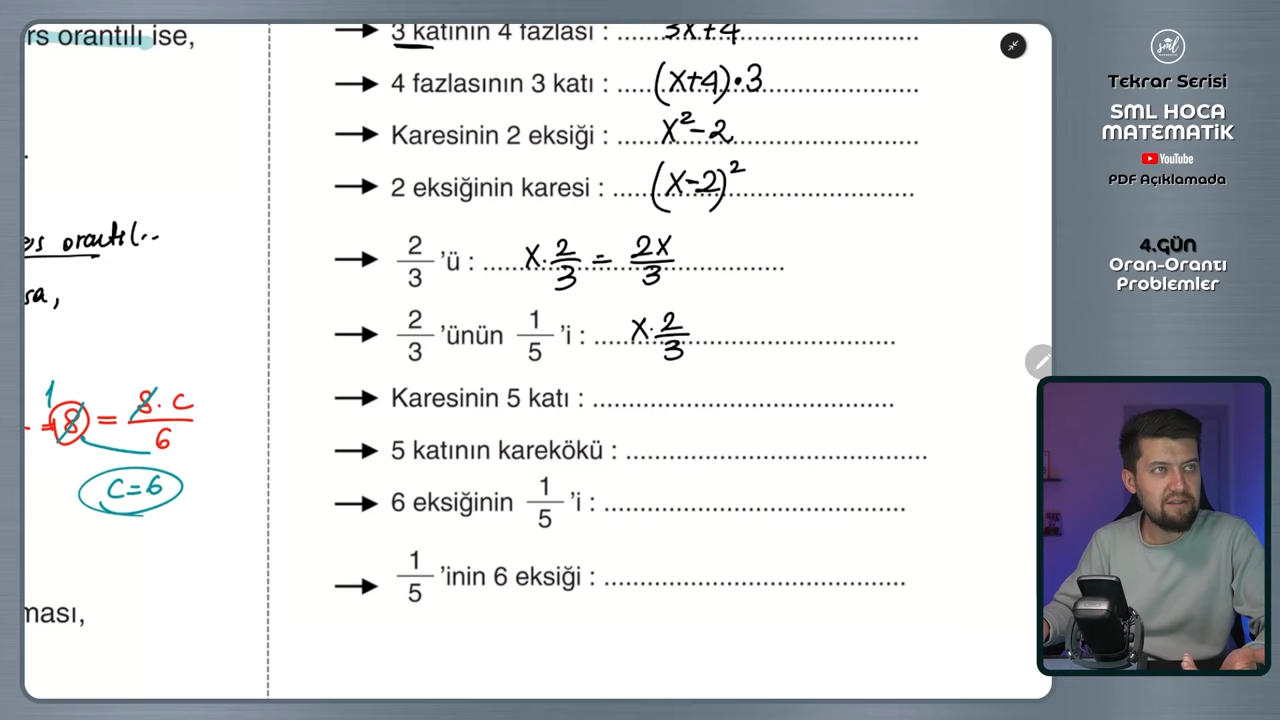 rs orantılı ise,
orantıl..
sa,
1
8 = 8. c / 6
c=6
ması,
→ 3 katının 4 fazlası : ..... 3x+4 .....
→ 4 fazlasının 3 katı : ..... (x+4)•3 .....
→ Karesinin 2 eksiği : ..... x²-2 .....
→ 2 eksiğinin karesi : ..... (x-2)² .....
→ 2/3 'ü : ..... x.2/3 = 2x/3 .....
→ 2/3 'ünün 1/5 'i : ..... x.2/3 .....
→ Karesinin 5 katı : .....
→ 5 katının karekökü : .....
→ 6 eksiğinin 1/5 'i : .....
→ 1/5 'inin 6 eksiği : .....
sml
Tekrar Serisi
SML HOCA
MATEMATİK
YouTube
PDF Açıklamada
4.GÜN
Oran-Orantı
Problemler